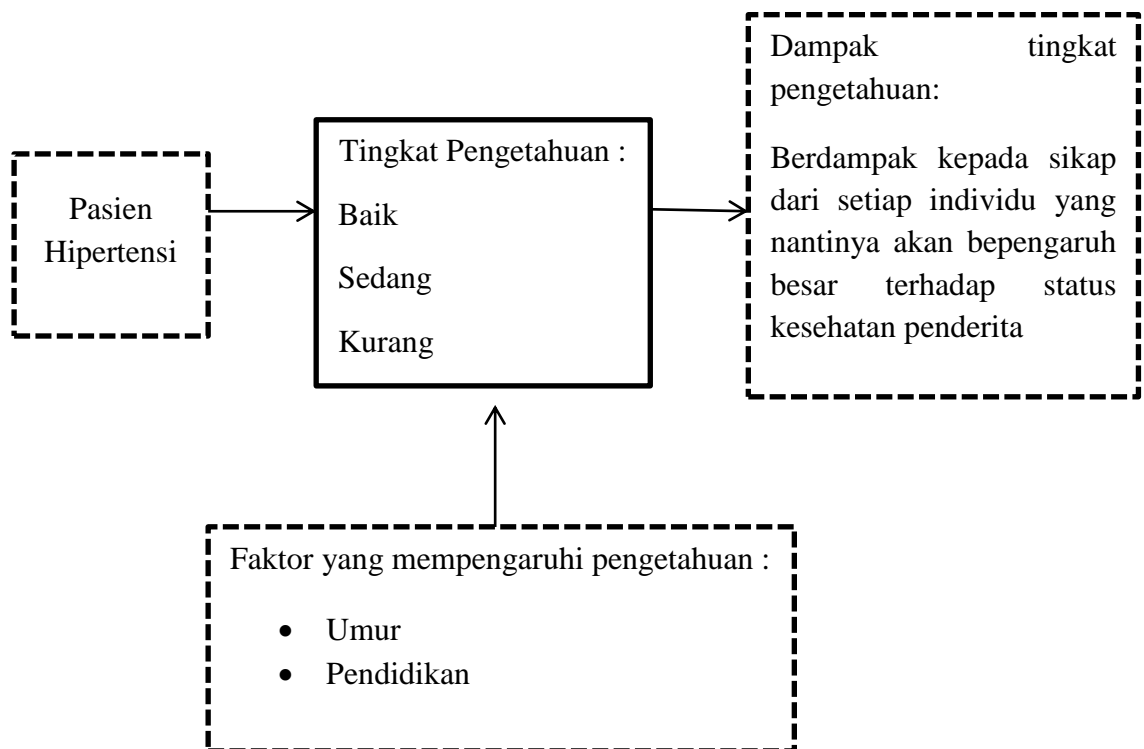 Pasien
Hipertensi
Tingkat Pengetahuan :
Baik
Sedang
Kurang
Dampak tingkat
pengetahuan:
Berdampak kepada sikap
dari setiap individu yang
nantinya akan bepengaruh
besar terhadap status
kesehatan penderita
Faktor yang mempengaruhi pengetahuan :
• Umur
• Pendidikan